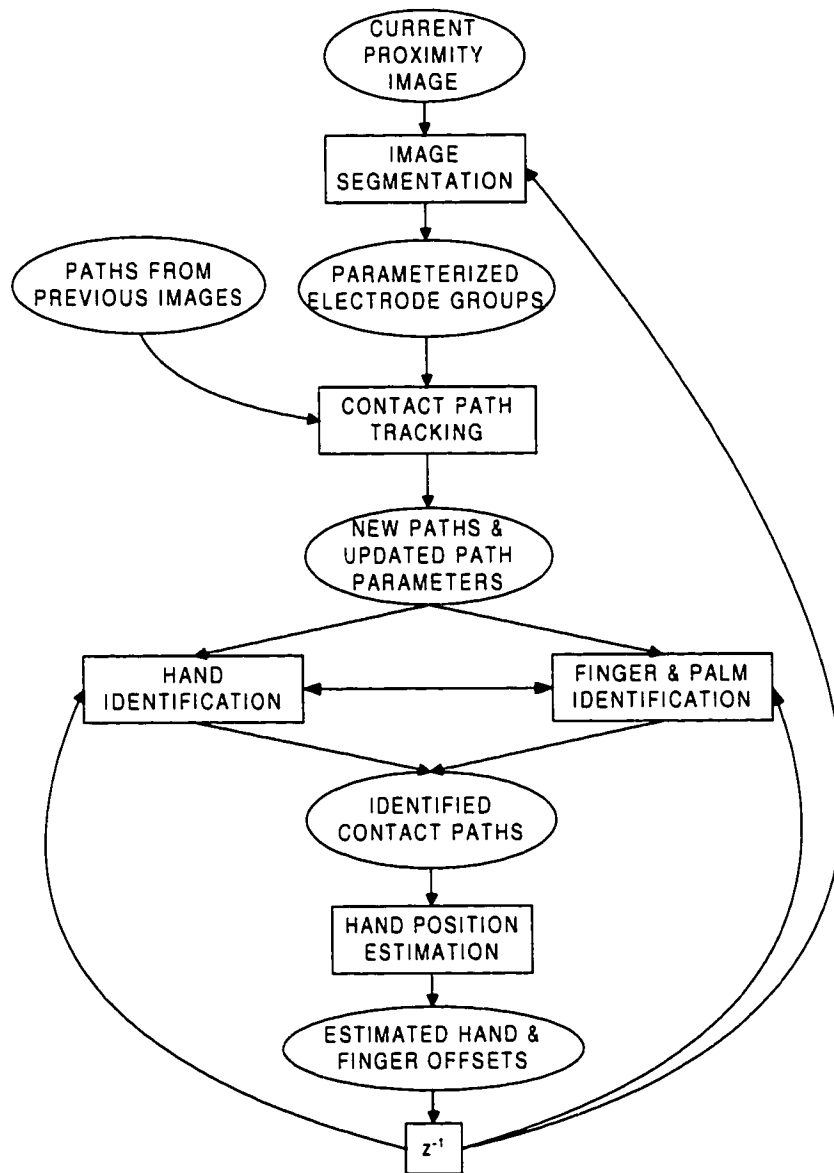 CURRENT
PROXIMITY
IMAGE
IMAGE
SEGMENTATION
PATHS FROM
PREVIOUS IMAGES
PARAMETERIZED
ELECTRODE GROUPS
CONTACT PATH
TRACKING
NEW PATHS &
UPDATED PATH
PARAMETERS
HAND
IDENTIFICATION
FINGER & PALM
IDENTIFICATION
IDENTIFIED
CONTACT PATHS
HAND POSITION
ESTIMATION
ESTIMATED HAND &
FINGER OFFSETS
z⁻¹